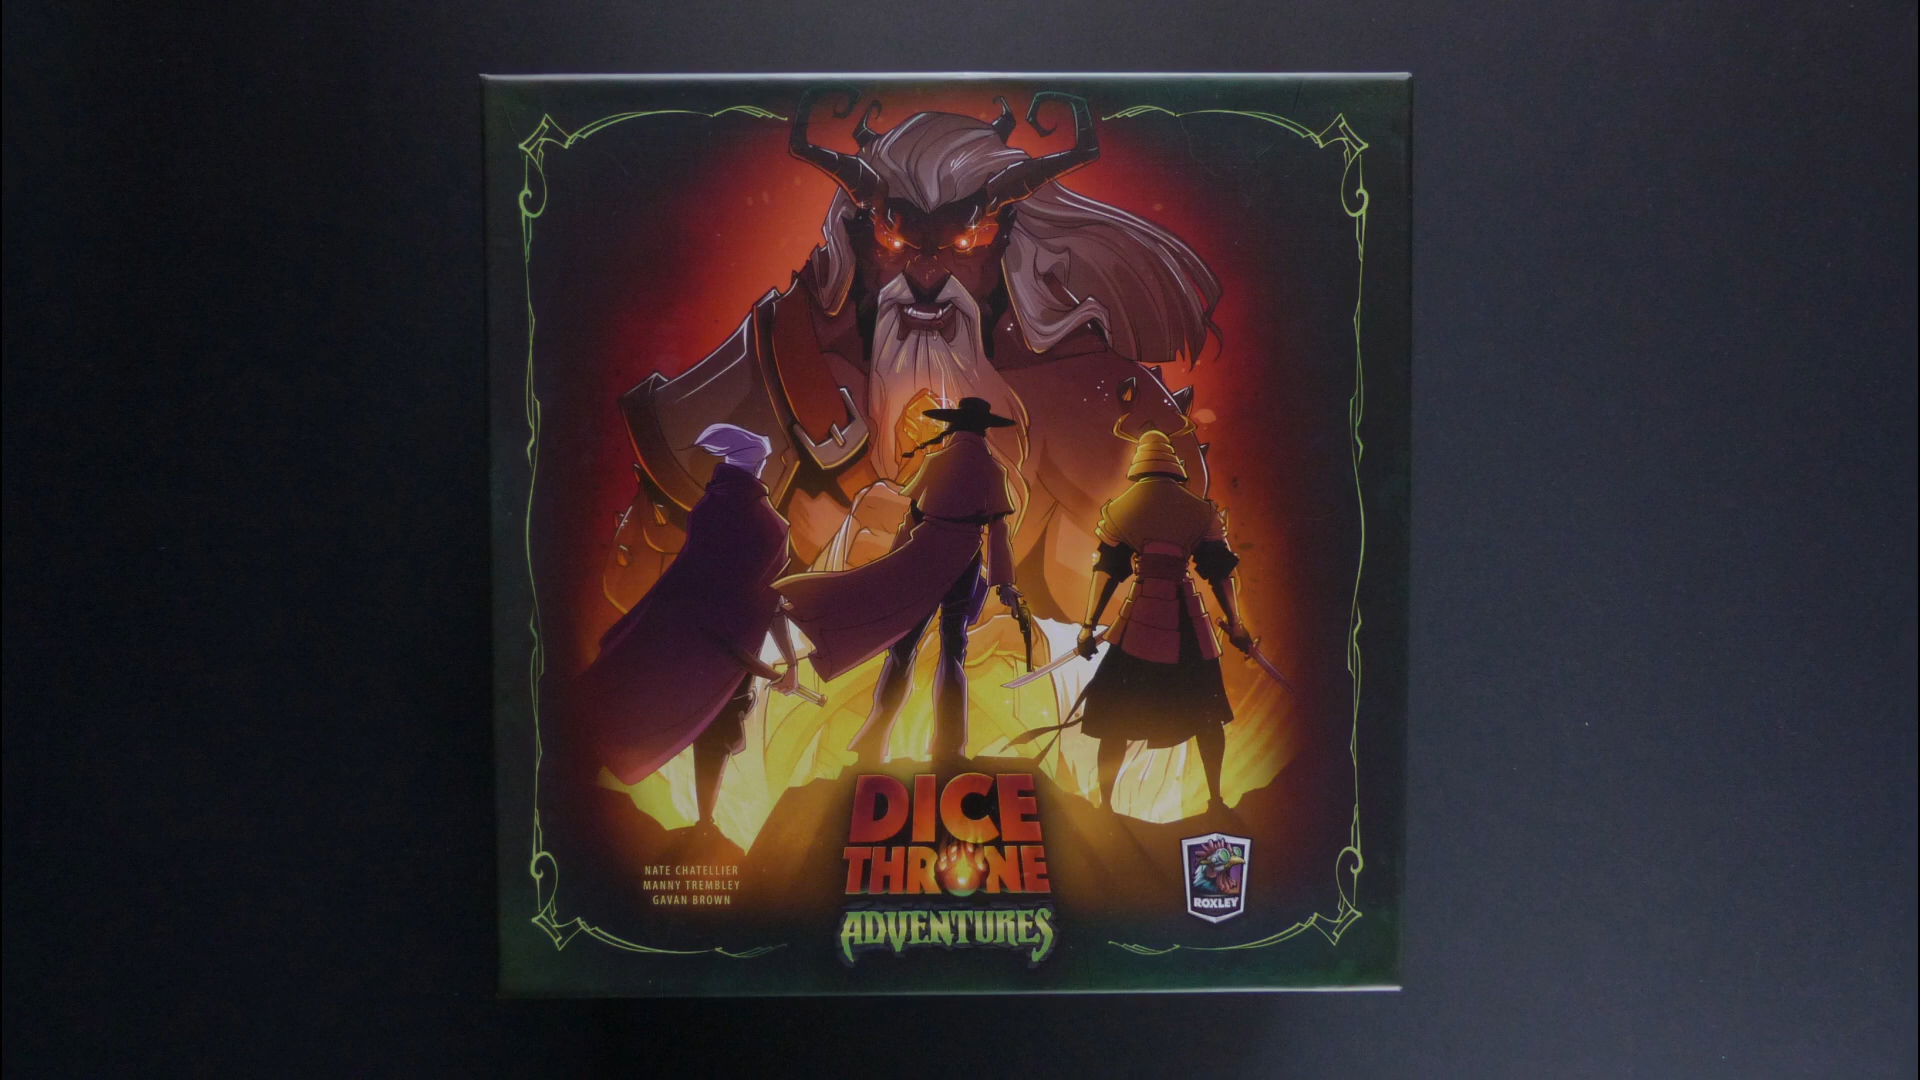 DICE
THRONE
ADVENTURES
NATE CHATELLIER
MANNY TREMBLEY
GAVAN BROWN
ROXLEY